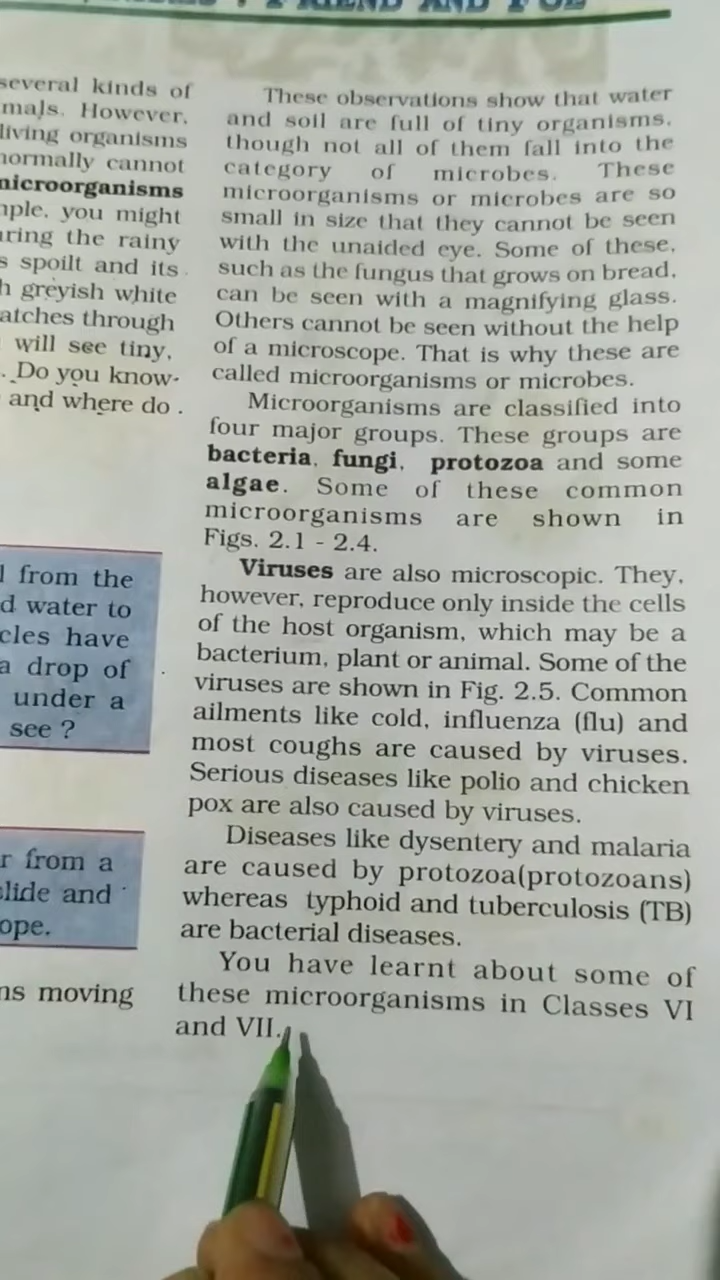 FRIEND AND FOE
several kinds of
However,
living organisms
normally cannot
microorganisms
you might
the rainy
spoilt and its
greyish white
through
will see tiny,
Do you know
and where do
from the
water to
have
a drop of
under a
see ?
from a
and
moving
These observations show that water
and soil are full of tiny organisms,
though not all of them fall into the
category of microbes. These
microorganisms or microbes are so
small in size that they cannot be seen
with the unaided eye. Some of these,
such as the fungus that grows on bread,
can be seen with a magnifying glass.
Others cannot be seen without the help
of a microscope. That is why these are
called microorganisms or microbes.
Microorganisms are classified into
four major groups. These groups are
bacteria, fungi, protozoa and some
algae. Some of these common
microorganisms are shown in
Figs. 2.1 - 2.4.
Viruses are also microscopic. They,
however, reproduce only inside the cells
of the host organism, which may be a
bacterium, plant or animal. Some of the
viruses are shown in Fig. 2.5. Common
ailments like cold, influenza (flu) and
most coughs are caused by viruses.
Serious diseases like polio and chicken
pox are also caused by viruses.
Diseases like dysentery and malaria
are caused by protozoa(protozoans)
whereas typhoid and tuberculosis (TB)
are bacterial diseases.
You have learnt about some of
these microorganisms in Classes VI
and VII.